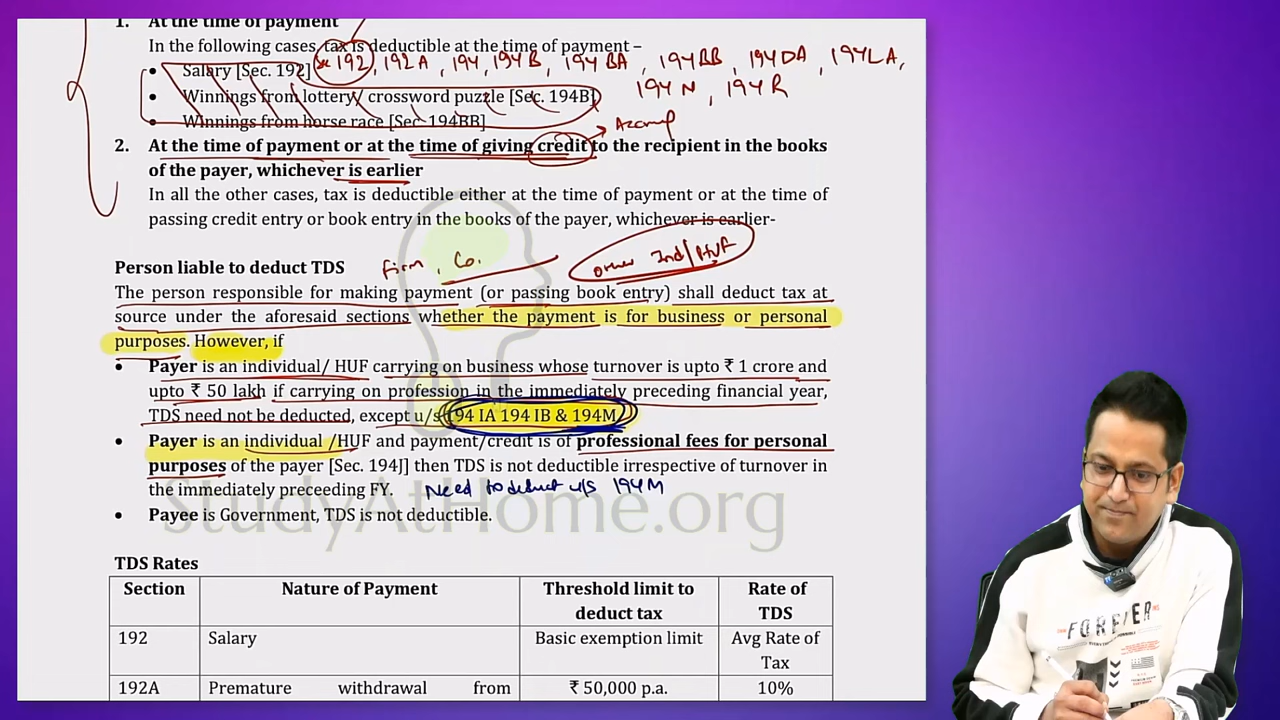 1. At the time of payment
In the following cases, tax is deductible at the time of payment –
• Salary [Sec. 192] Sec 192, 192A, 194, 194B, 194BA, 194BB, 194DA, 194LA,
• Winnings from lottery/ crossword puzzle [Sec. 194B] 194N, 194R
• Winnings from horse race [Sec 194BB]
2. At the time of payment or at the time of giving credit to the recipient in the books
of the payer, whichever is earlier
In all the other cases, tax is deductible either at the time of payment or at the time of
passing credit entry or book entry in the books of the payer, whichever is earlier-
Person liable to deduct TDS Firm, Co. Ind/HUF
The person responsible for making payment (or passing book entry) shall deduct tax at
source under the aforesaid sections whether the payment is for business or personal
purposes. However, if
• Payer is an individual/ HUF carrying on business whose turnover is upto ₹ 1 crore and
upto ₹ 50 lakh if carrying on profession in the immediately preceding financial year,
TDS need not be deducted, except u/s 194 IA 194 IB & 194M
• Payer is an individual /HUF and payment/credit is of professional fees for personal
purposes of the payer [Sec. 194J] then TDS is not deductible irrespective of turnover in
the immediately preceeding FY. Need to deduct u/s 194M
• Payee is Government, TDS is not deductible.
StudyAtHome.org
TDS Rates
Section Nature of Payment Threshold limit to deduct tax Rate of TDS
192 Salary Basic exemption limit Avg Rate of Tax
192A Premature withdrawal from ₹ 50,000 p.a. 10%
FOREVER